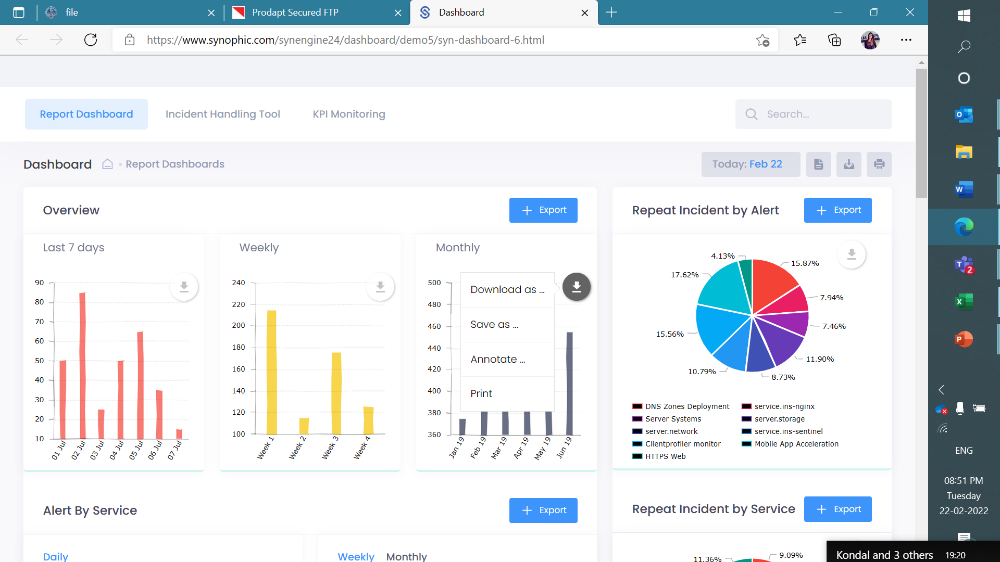 file
Prodapt Secured FTP
Dashboard
https://www.synophic.com/synengine24/dashboard/demo5/syn-dashboard-6.html
Report Dashboard
Incident Handling Tool
KPI Monitoring
Search...
Dashboard
• Report Dashboards
Today: Feb 22
Overview
+ Export
Last 7 days
90
80
70
60
50
40
30
20
10
01 Jul
02 Jul
03 Jul
04 Jul
05 Jul
06 Jul
07 Jul
Weekly
240
220
200
180
160
140
120
100
Week 1
Week 2
Week 3
Week 4
Monthly
500
480
460
440
420
400
380
360
Jan 19
Feb 19
Mar 19
Apr 19
May 19
Jun 19
Download as ...
Save as ...
Annotate ...
Print
Repeat Incident by Alert
+ Export
4.13%
15.87%
17.62%
7.94%
7.46%
15.56%
11.90%
10.79%
8.73%
DNS Zones Deployment
service.ins-nginx
Server Systems
server.storage
server.network
service.ins-sentinel
Clientprofiler monitor
Mobile App Acceleration
HTTPS Web
Alert By Service
+ Export
Daily
Weekly
Monthly
Repeat Incident by Service
+ Export
11.36%
9.09%
2
ENG
08:51 PM
Tuesday
22-02-2022
Kondal and 3 others
19:20